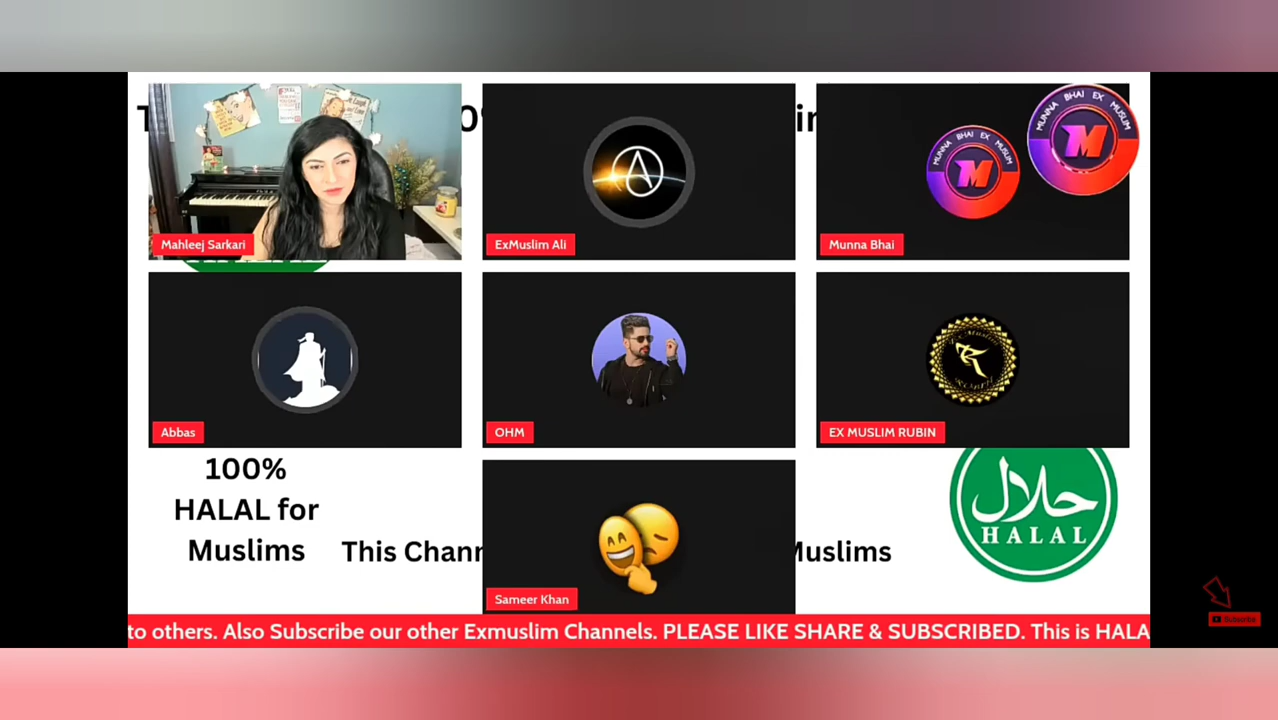 Mahleej Sarkari
ExMuslim Ali
MUNNA BHAI EX MUSLIM
M
MUNNA BHAI EX MUSLIM
M
Munna Bhai
Abbas
OHM
EX MUSLIM RUBIN
100%
HALAL for
Muslims
This Chann
Muslims
حلال
HALAL
Sameer Khan
Subscribe
to others. Also Subscribe our other Exmuslim Channels. PLEASE LIKE SHARE & SUBSCRIBED. This is HALA